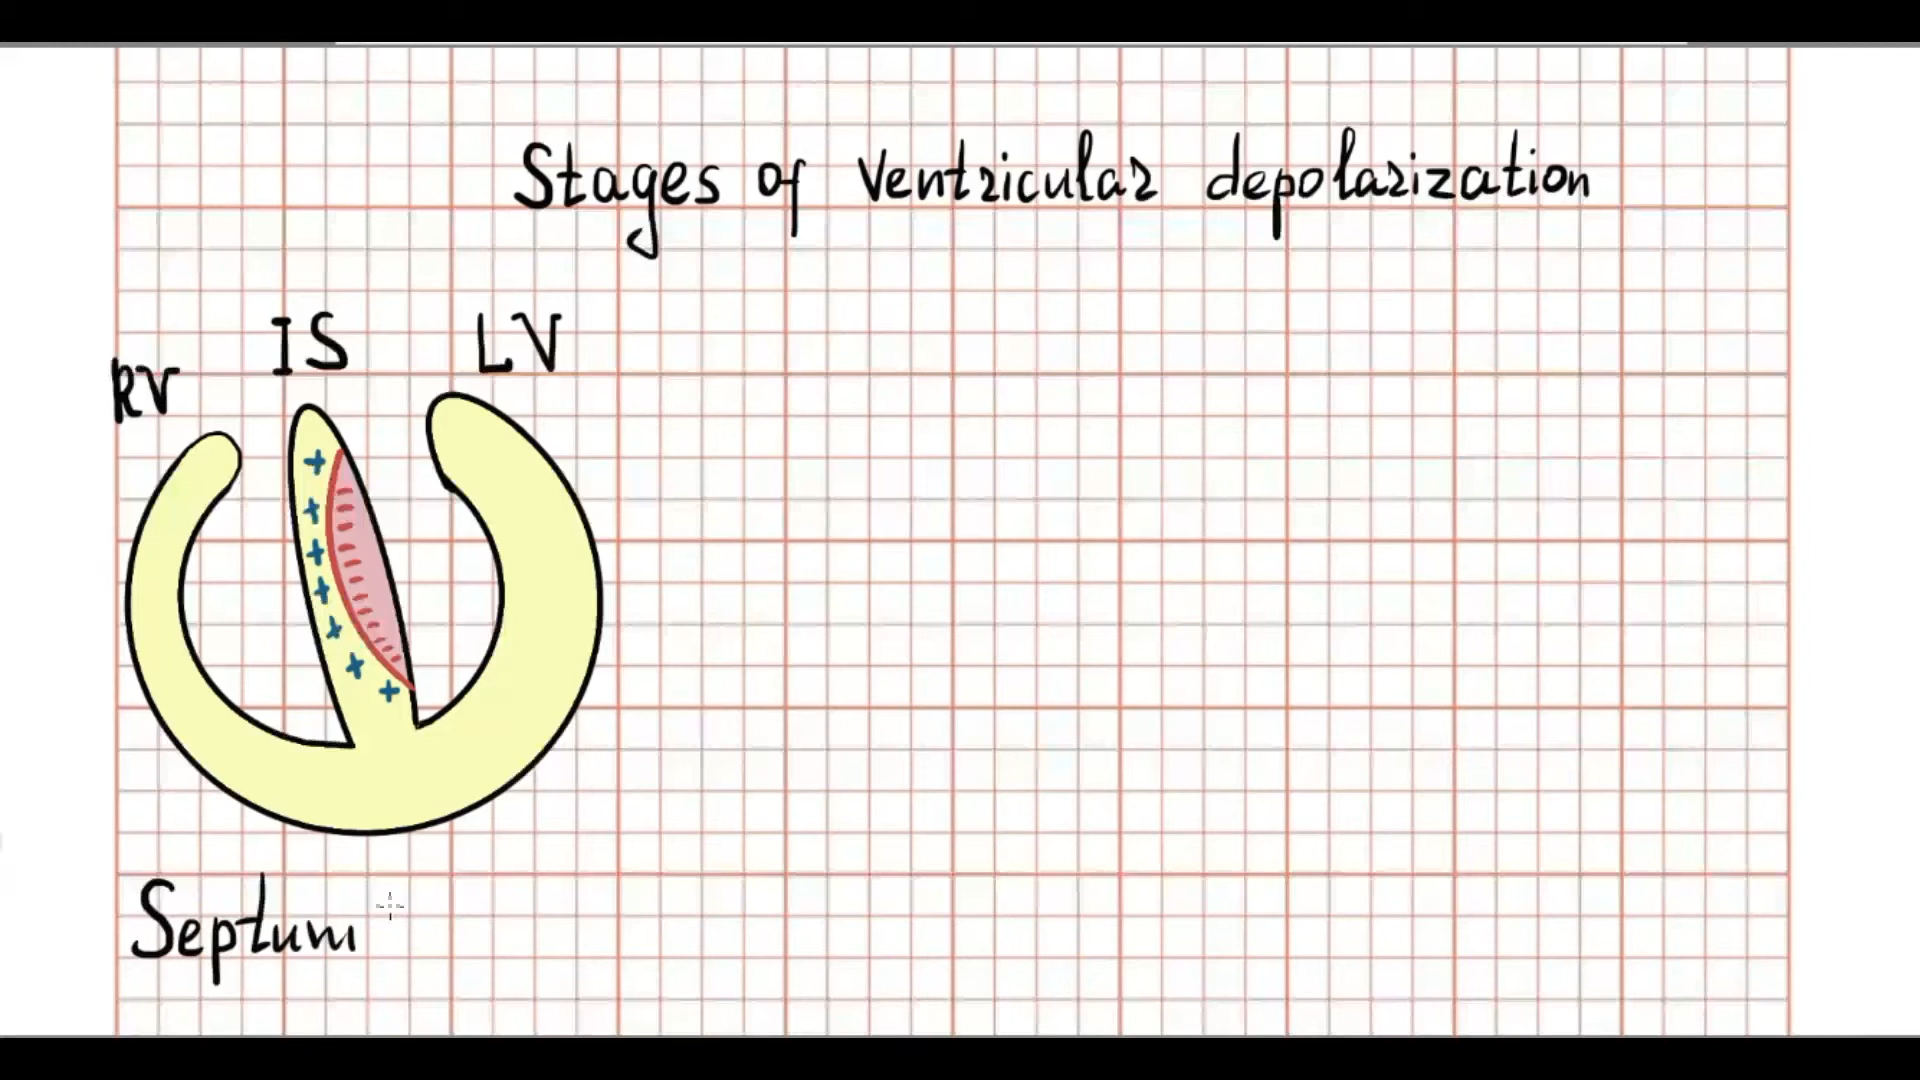 Stages of ventricular depolarization
IS LV
RV
Septum